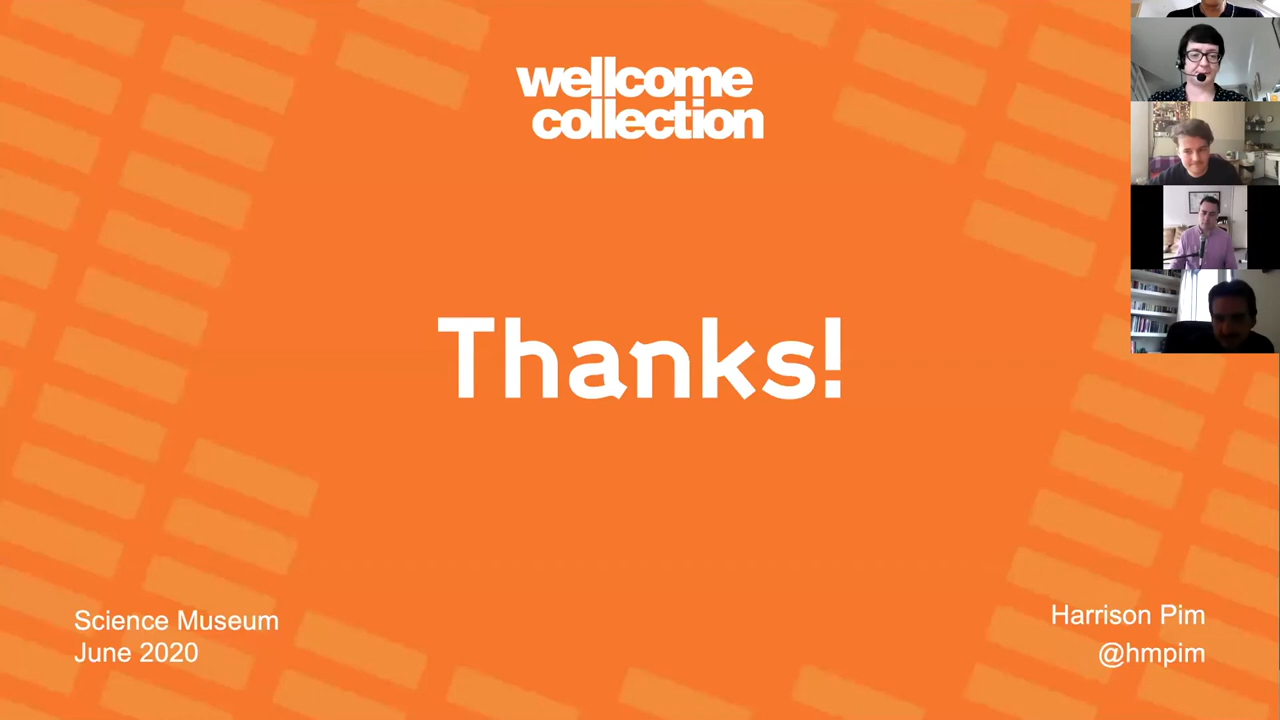 wellcome
collection
Thanks!
Science Museum
June 2020
Harrison Pim
@hmpim